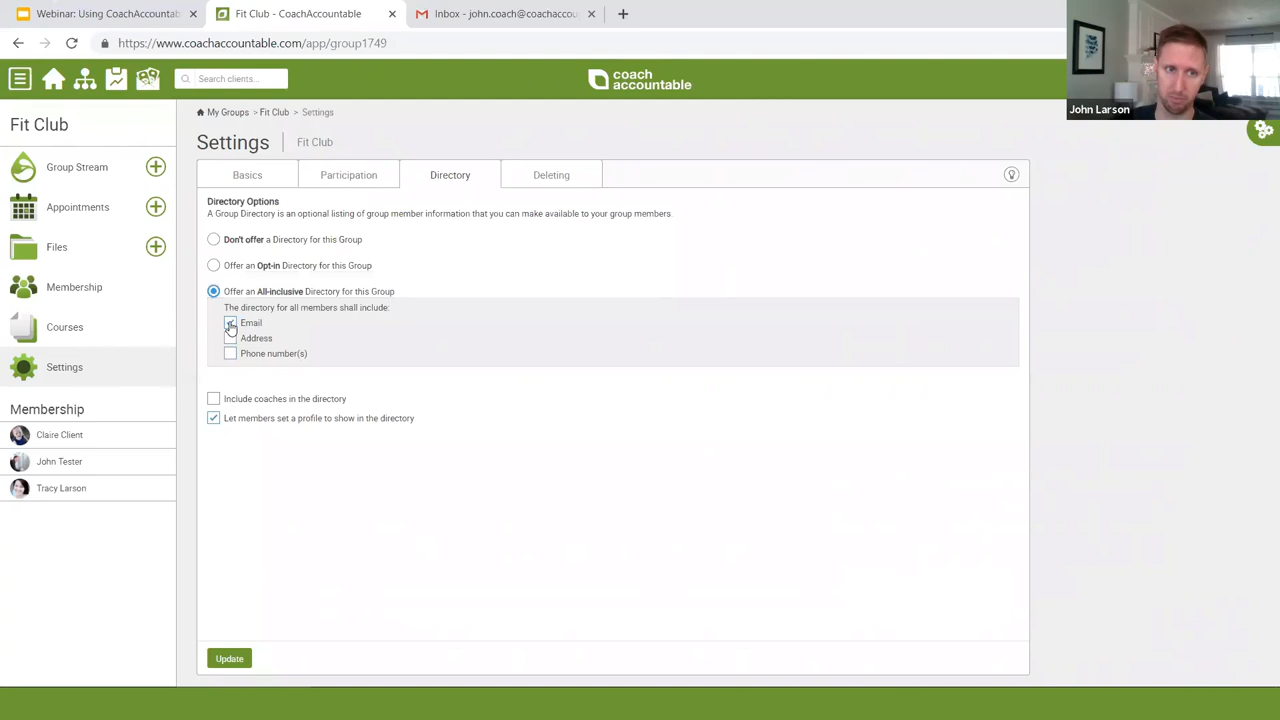 Webinar: Using CoachAccountab
Fit Club - CoachAccountable
Inbox - john.coach@coachaccou
https://www.coachaccountable.com/app/group1749
Search clients...
coach
accountable
John Larson
Fit Club
My Groups > Fit Club > Settings
Settings
Fit Club
Group Stream
Appointments
Files
Membership
Courses
Settings
Membership
Claire Client
John Tester
Tracy Larson
Basics
Participation
Directory
Deleting
Directory Options
A Group Directory is an optional listing of group member information that you can make available to your group members.
Don't offer a Directory for this Group
Offer an Opt-in Directory for this Group
Offer an All-inclusive Directory for this Group
The directory for all members shall include:
Email
Address
Phone number(s)
Include coaches in the directory
Let members set a profile to show in the directory
Update